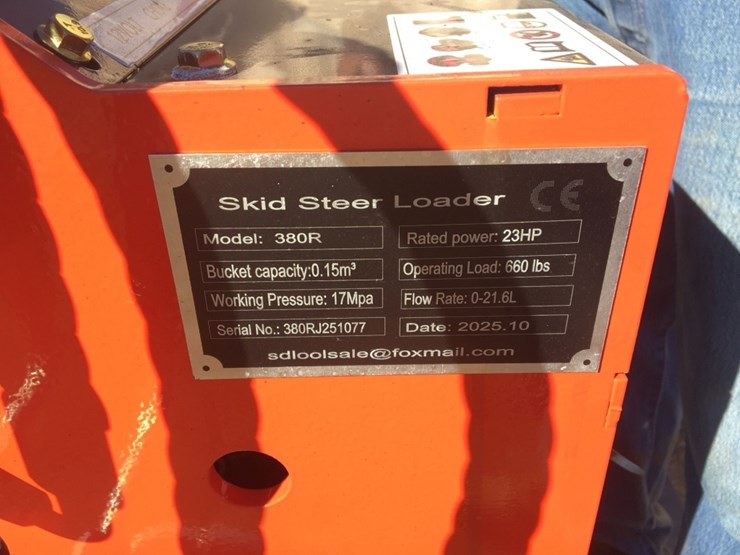 Skid Steer Loader CE
Model: 380R
Rated power: 23HP
Bucket capacity:0.15m³
Operating Load: 660 lbs
Working Pressure: 17Mpa
Flow Rate: 0-21.6L
Serial No.: 380RJ251077
Date: 2025.10
sdloolsale@foxmail.com